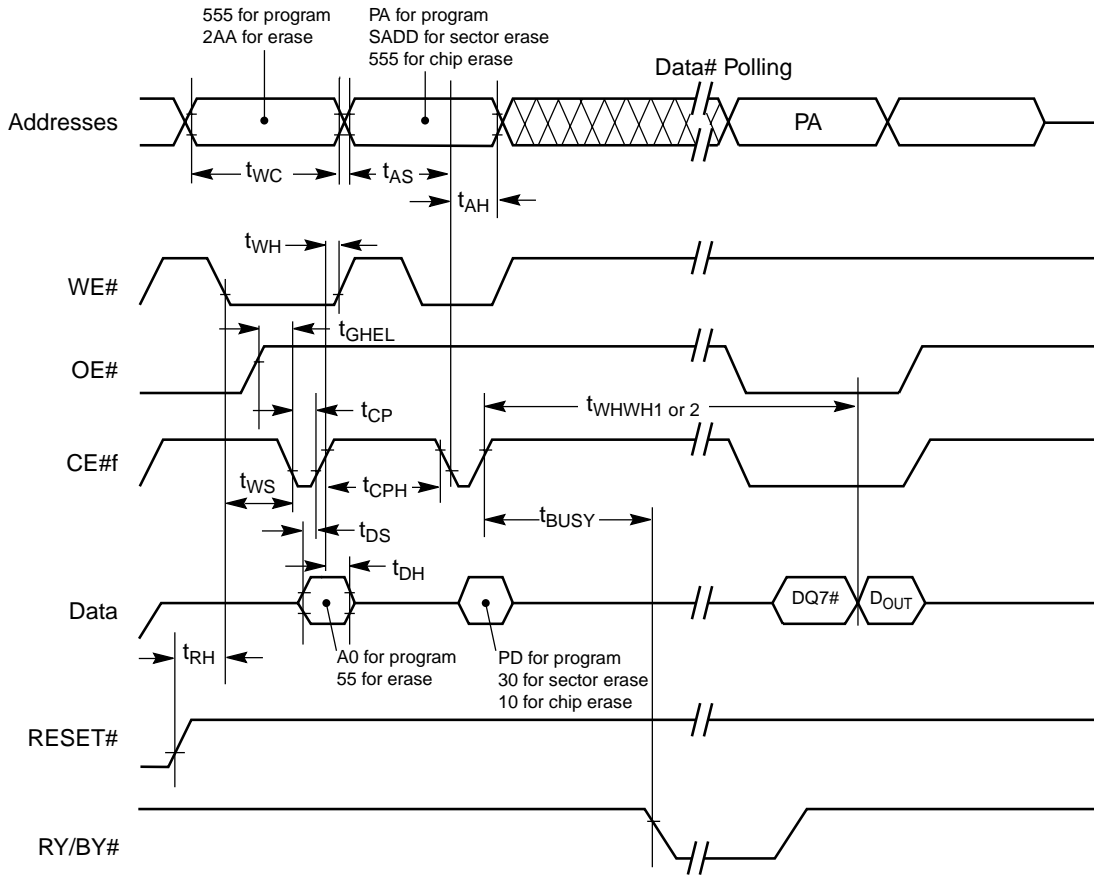 555 for program
2AA for erase
PA for program
SADD for sector erase
555 for chip erase
Data# Polling
Addresses
PA
tWC
tAS
tAH
tWH
WE#
tGHEL
OE#
tCP
tWHWH1 or 2
CE#f
tWS
tCPH
tBUSY
tDS
tDH
Data
DQ7#
DOUT
tRH
A0 for program
55 for erase
PD for program
30 for sector erase
10 for chip erase
RESET#
RY/BY#